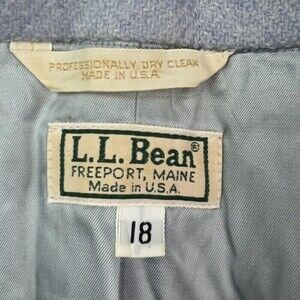 PROFESSIONALLY DRY CLEAN
MADE IN U.S.A.
L.L.Bean®
FREEPORT, MAINE
Made in U.S.A.
18